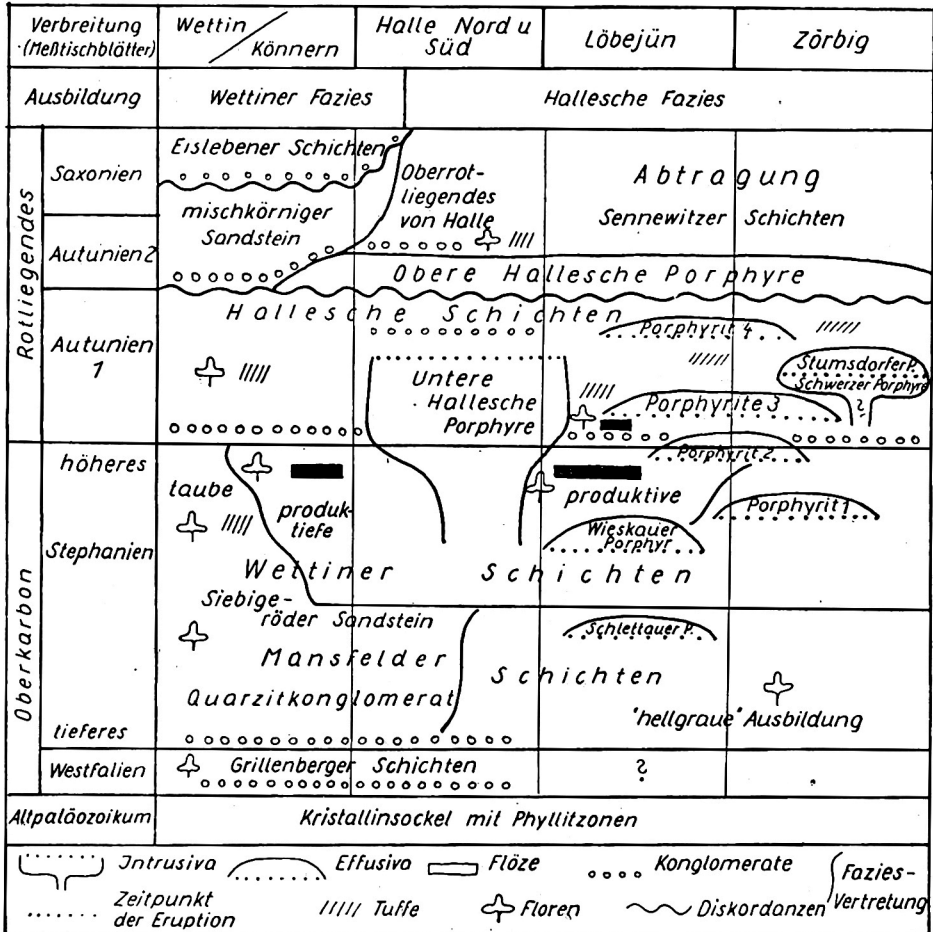 Verbreitung (Meßtischblätter)
Wettin / Könnern
Halle Nord u Süd
Löbejün
Zörbig
Ausbildung
Wettiner Fazies
Hallesche Fazies
Rotliegendes
Saxonien
Autunien 2
Autunien 1
Eislebener Schichten
mischkörniger
Sandstein
Oberrot-
liegendes
von Halle
Abtragung
Sennewitzer Schichten
Obere Hallesche Porphyre
Hallesche Schichten
Porphyrit 4
Stumsdorfer P.
Schwerzer Porphyre
?
Untere
Hallesche
Porphyre
Porphyrite 3
Oberkarbon
höheres
Stephanien
tieferes
Westfalien
Porphyrit 2
taube
produk-
tiefe
produktive
Porphyrit 1
Wieskauer
Porphyr
Wettiner Schichten
Siebige-
röder Sandstein
Schlettauer P.
Mansfelder Schichten
Quarzitkonglomerat
"hellgraue" Ausbildung
Grillenberger Schichten
?
Altpaläozoikum
Kristallinsockel mit Phyllitzonen
Intrusiva
Effusiva
Flöze
Konglomerate
Fazies-
Vertretung
Zeitpunkt
der Eruption
Tuffe
Floren
Diskordanzen